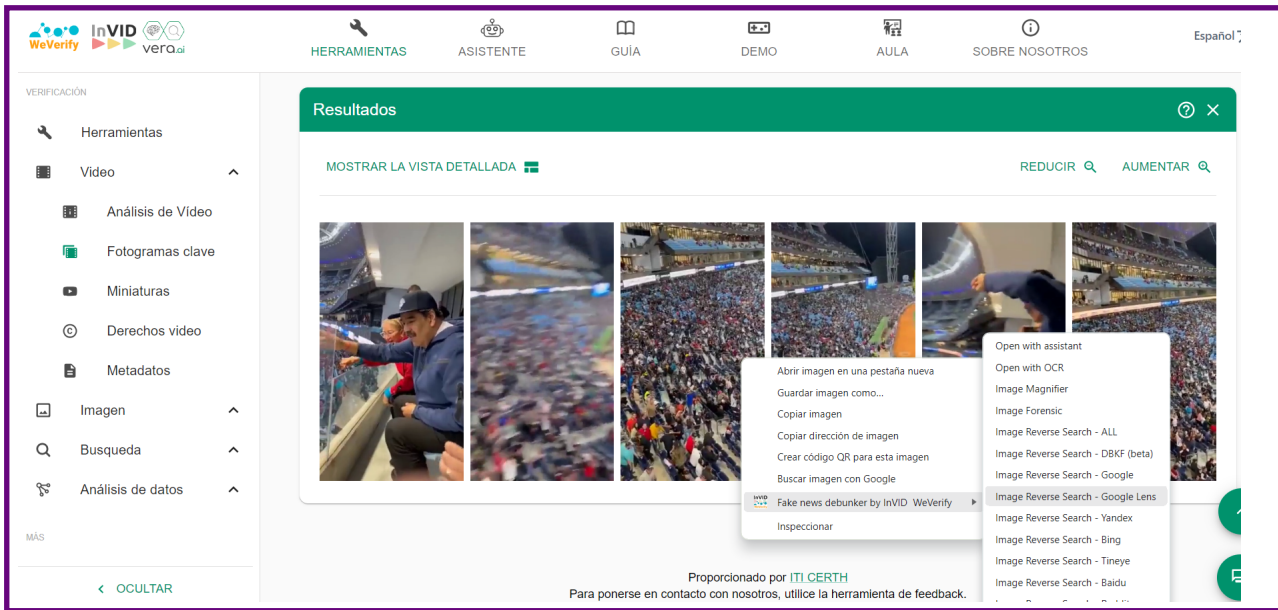 WeVerify
InVID
vera.ai
HERRAMIENTAS
ASISTENTE
GUÍA
DEMO
AULA
SOBRE NOSOTROS
Español
VERIFICACIÓN
Herramientas
Video
Análisis de Vídeo
Fotogramas clave
Miniaturas
Derechos video
Metadatos
Imagen
Busqueda
Análisis de datos
MÁS
OCULTAR
Resultados
MOSTRAR LA VISTA DETALLADA
REDUCIR
AUMENTAR
Abrir imagen en una pestaña nueva
Guardar imagen como...
Copiar imagen
Copiar dirección de imagen
Crear código QR para esta imagen
Buscar imagen con Google
Fake news debunker by InVID WeVerify
Inspeccionar
Open with assistant
Open with OCR
Image Magnifier
Image Forensic
Image Reverse Search - ALL
Image Reverse Search - DBKF (beta)
Image Reverse Search - Google
Image Reverse Search - Google Lens
Image Reverse Search - Yandex
Image Reverse Search - Bing
Image Reverse Search - Tineye
Image Reverse Search - Baidu
Proporcionado por ITI CERTH
Para ponerse en contacto con nosotros, utilice la herramienta de feedback.